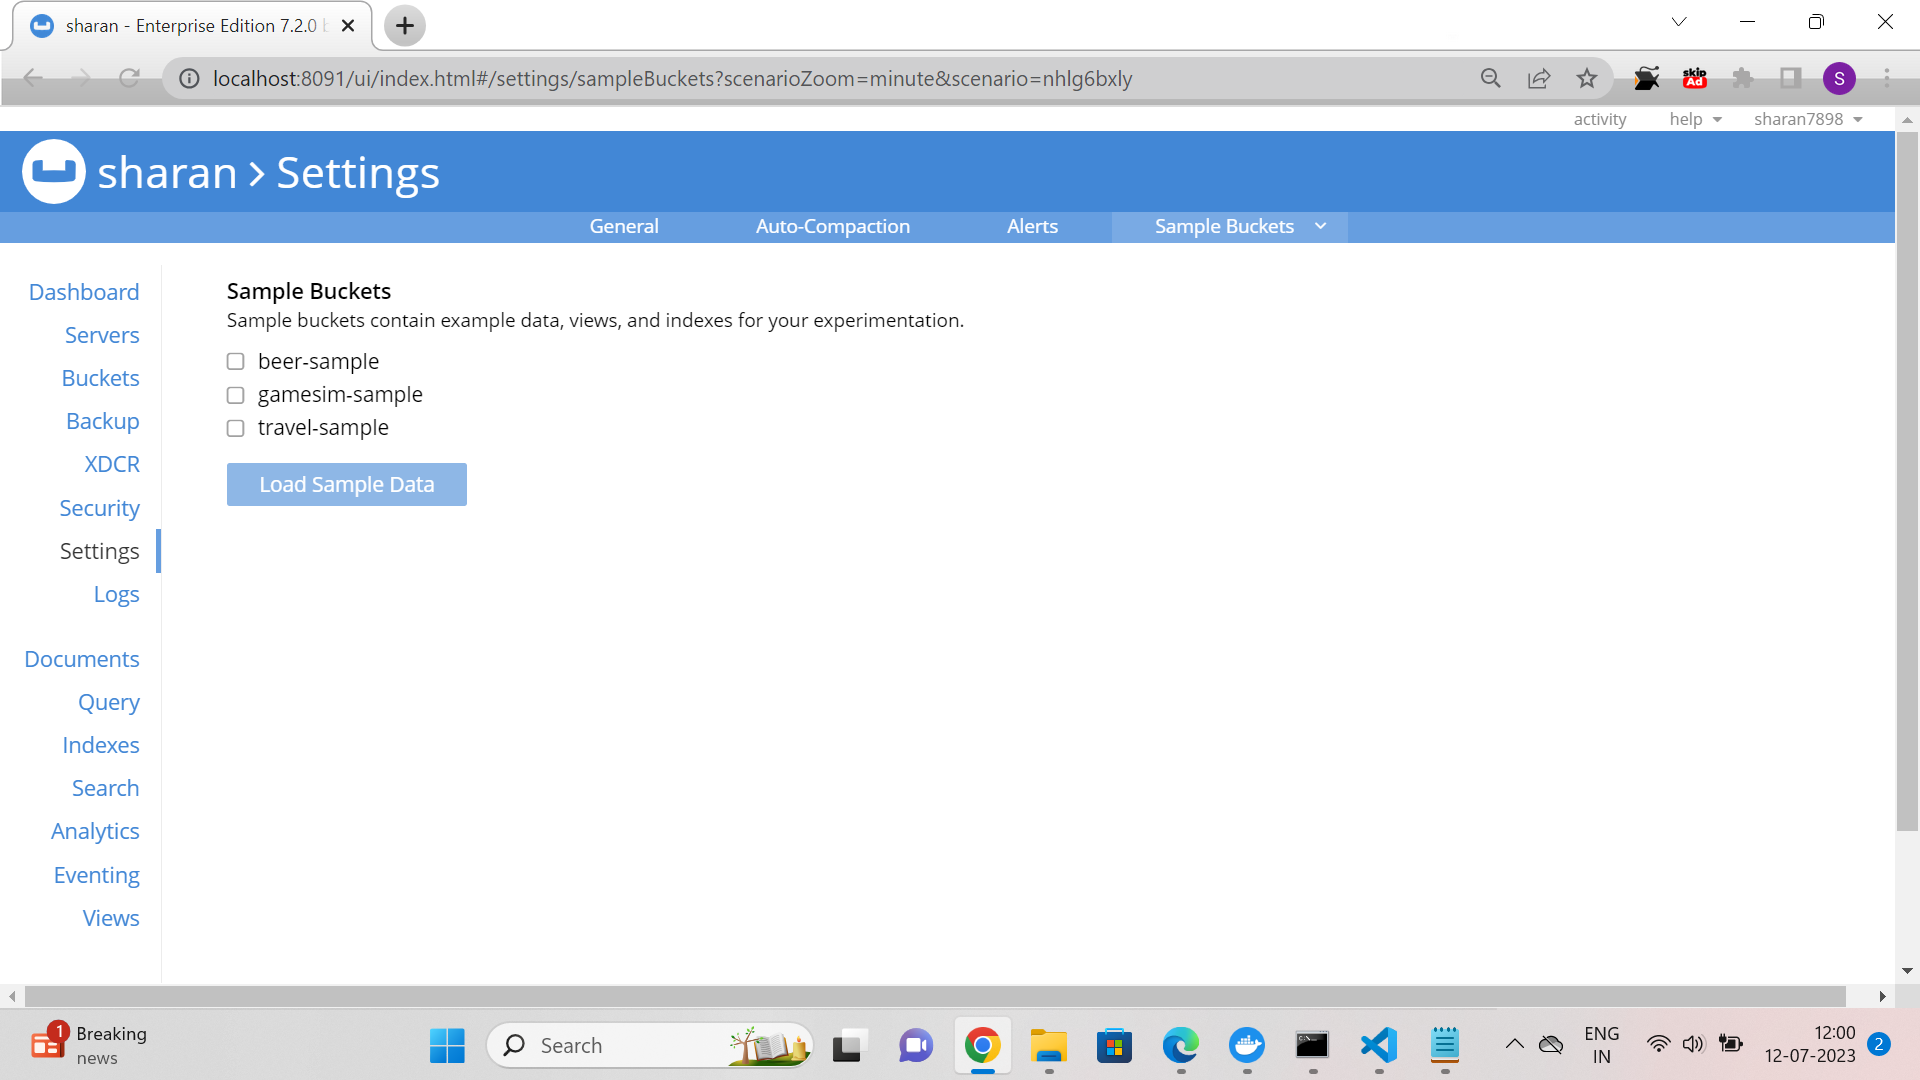 sharan - Enterprise Edition 7.2.0
localhost:8091/ui/index.html#/settings/sampleBuckets?scenarioZoom=minute&scenario=nhlg6bxly
skip
Ad
S
activity
help
sharan7898
sharan > Settings
General
Auto-Compaction
Alerts
Sample Buckets
Dashboard
Servers
Buckets
Backup
XDCR
Security
Settings
Logs
Documents
Query
Indexes
Search
Analytics
Eventing
Views
Sample Buckets
Sample buckets contain example data, views, and indexes for your experimentation.
beer-sample
gamesim-sample
travel-sample
Load Sample Data
1
Breaking
news
Search
ENG
IN
12:00
12-07-2023
2